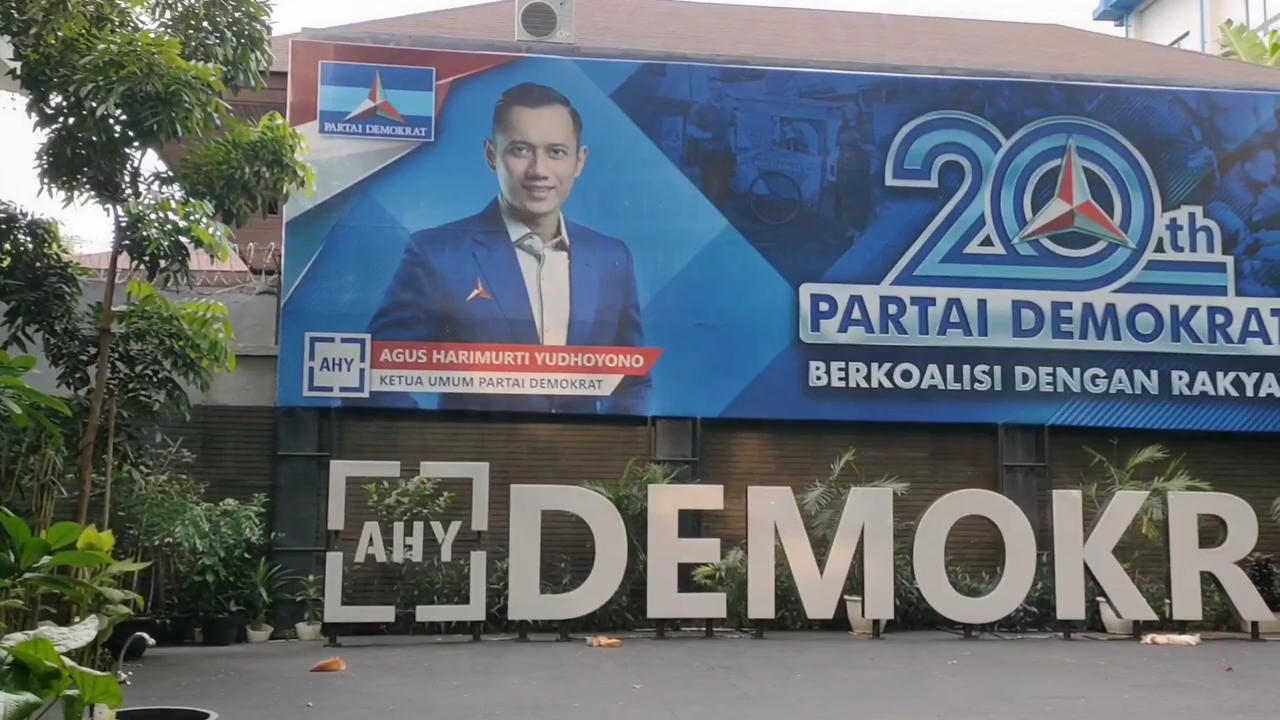 PARTAI DEMOKRAT
20th
PARTAI DEMOKRAT
BERKOALISI DENGAN RAKYA
AHY
AGUS HARIMURTI YUDHOYONO
KETUA UMUM PARTAI DEMOKRAT
AHY
DEMOKR